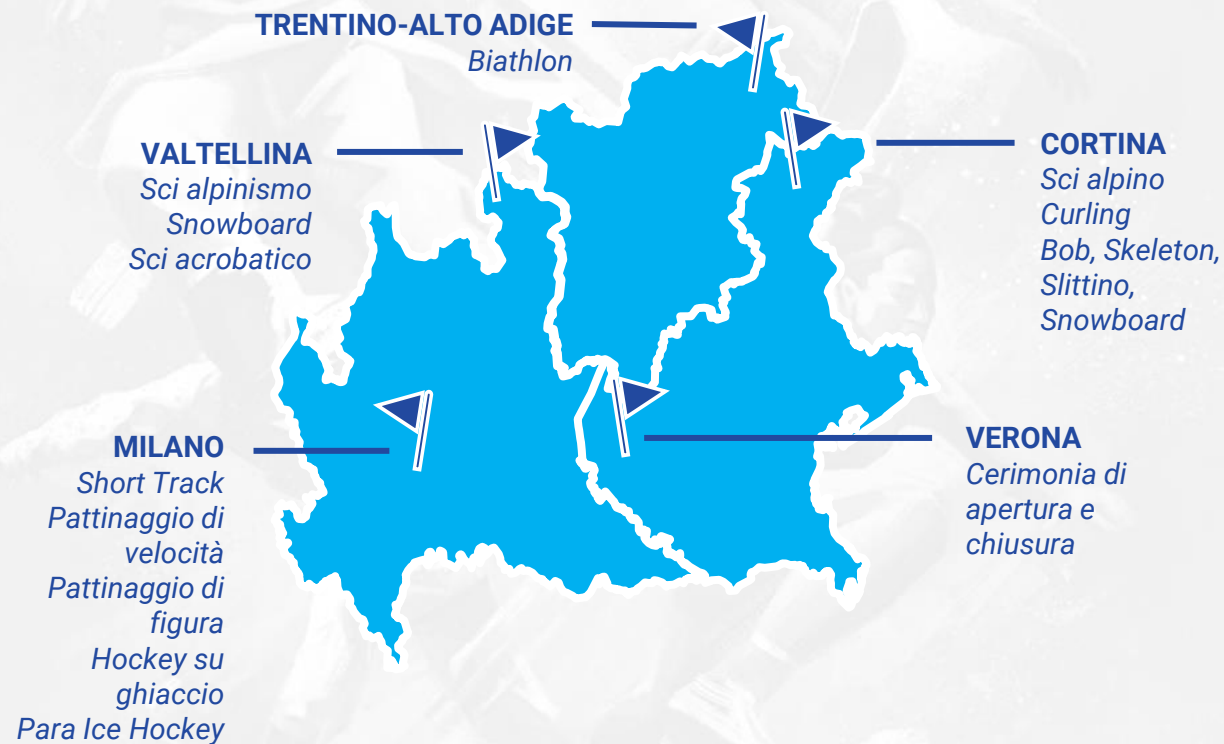 TRENTINO-ALTO ADIGE
Biathlon
VALTELLINA
Sci alpinismo
Snowboard
Sci acrobatico
CORTINA
Sci alpino
Curling
Bob, Skeleton,
Slittino,
Snowboard
MILANO
Short Track
Pattinaggio di
velocità
Pattinaggio di
figura
Hockey su
ghiaccio
Para Ice Hockey
VERONA
Cerimonia di
apertura e
chiusura